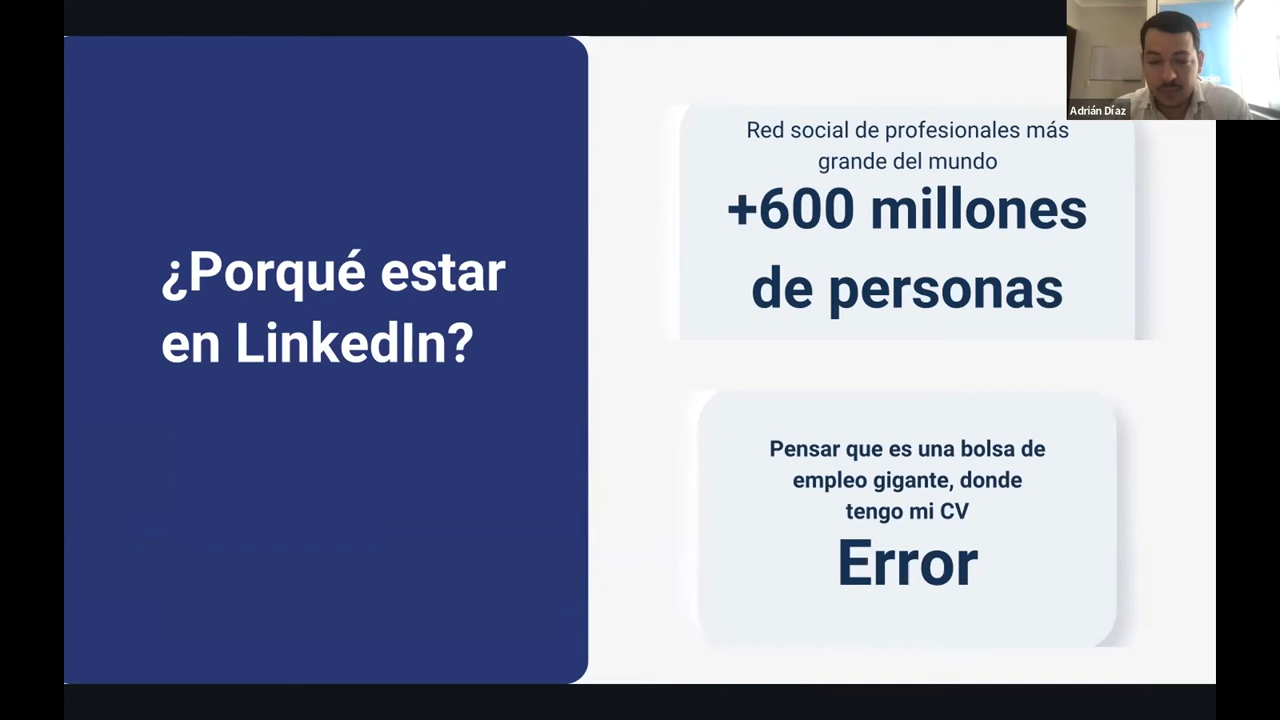 ¿Porqué estar
en LinkedIn?
Red social de profesionales más
grande del mundo
+600 millones
de personas
Pensar que es una bolsa de
empleo gigante, donde
tengo mi CV
Error
Adrián Díaz